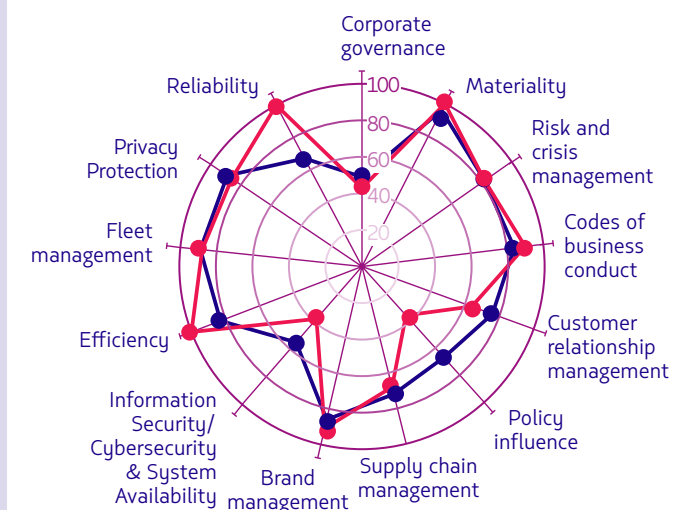 Corporate
governance
100
80
60
40
20
Materiality
Risk and
crisis
management
Codes of
business
conduct
Customer
relationship
management
Policy
influence
Supply chain
management
Brand
management
Information
Security/
Cybersecurity
& System
Availability
Efficiency
Fleet
management
Privacy
Protection
Reliability